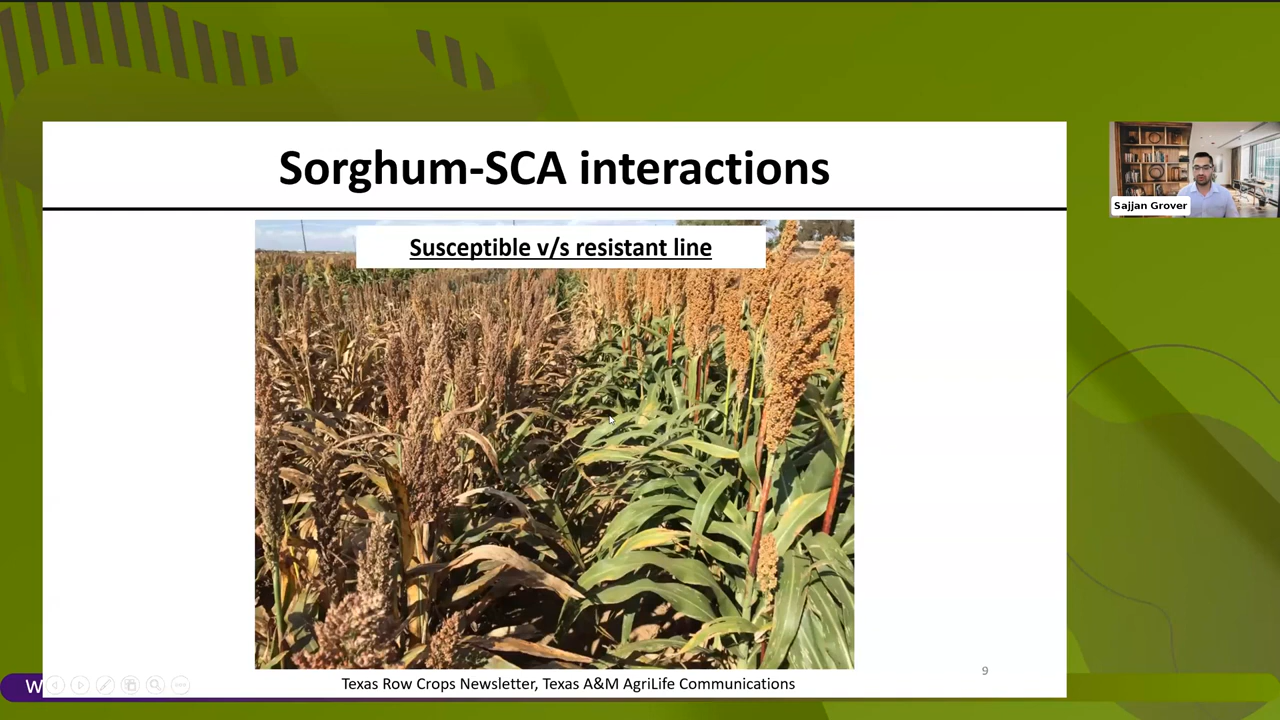 Sorghum-SCA interactions
Susceptible v/s resistant line
Sajjan Grover
9
W
Texas Row Crops Newsletter, Texas A&M AgriLife Communications